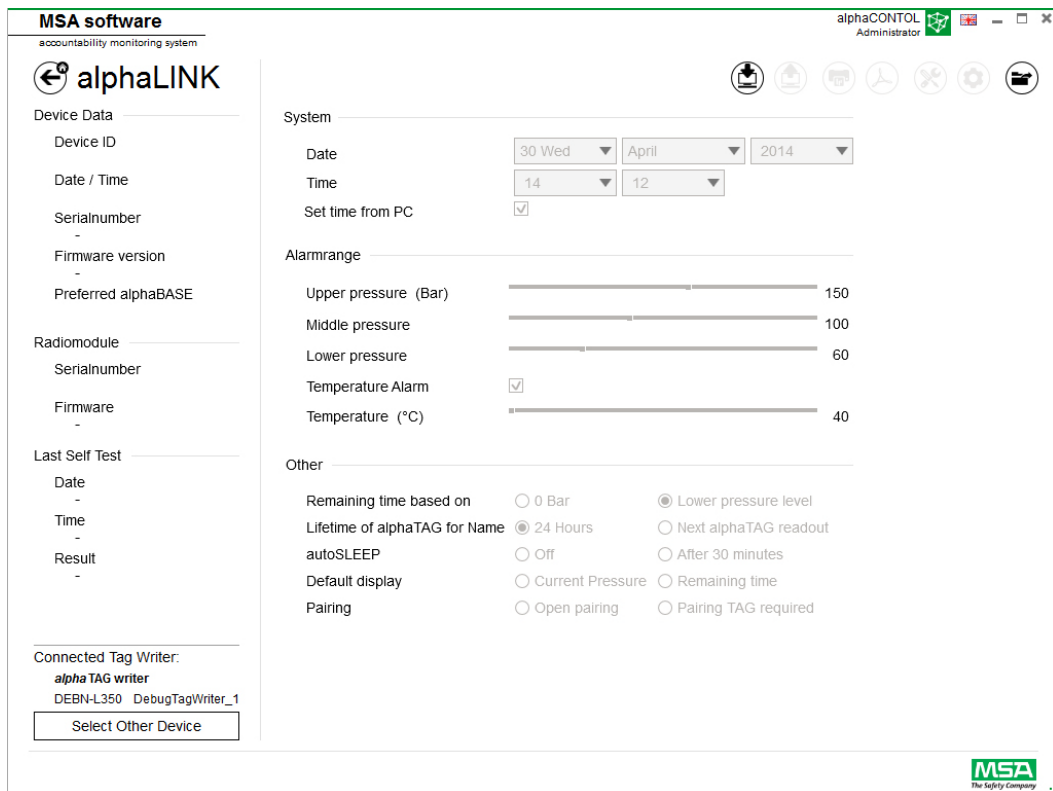 MSA software
accountability monitoring system
alphaCONTOL
Administrator
alphaLINK
Device Data
Device ID
Date / Time
Serialnumber
-
Firmware version
-
Preferred alphaBASE
Radiomodule
Serialnumber
Firmware
-
Last Self Test
Date
-
Time
-
Result
-
Connected Tag Writer:
alphaTAG writer
DEBN-L350 DebugTagWriter_1
Select Other Device
System
Date 30 Wed April 2014
Time 14 12
Set time from PC
Alarmrange
Upper pressure (Bar) 150
Middle pressure 100
Lower pressure 60
Temperature Alarm
Temperature (°C) 40
Other
Remaining time based on 0 Bar Lower pressure level
Lifetime of alphaTAG for Name 24 Hours Next alphaTAG readout
autoSLEEP Off After 30 minutes
Default display Current Pressure Remaining time
Pairing Open pairing Pairing TAG required
MSA
The Safety Company